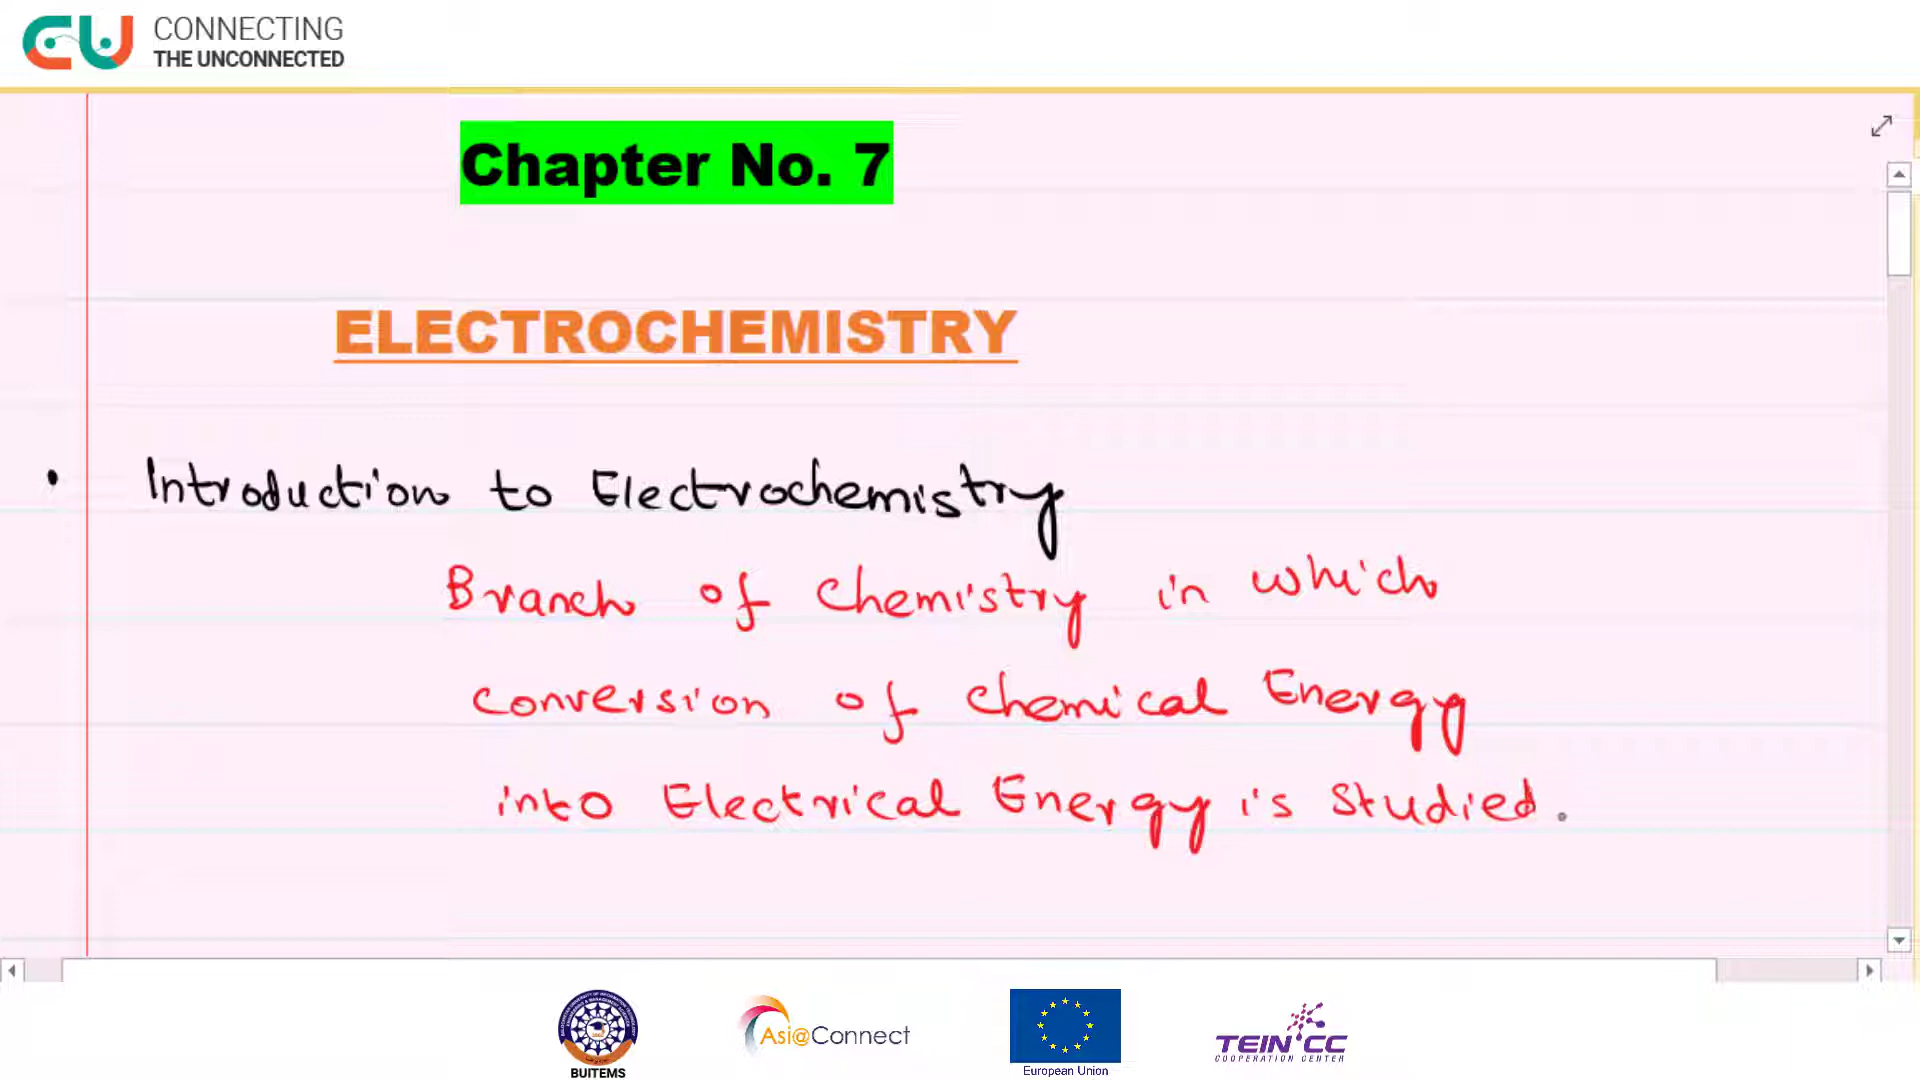 CONNECTING
THE UNCONNECTED
Chapter No. 7
ELECTROCHEMISTRY
• Introduction to Electrochemistry
Branch of Chemistry in which
conversion of chemical Energy
into Electrical Energy is studied.
BUITEMS
Asi@Connect
European Union
TEIN*CC
COOPERATION CENTER